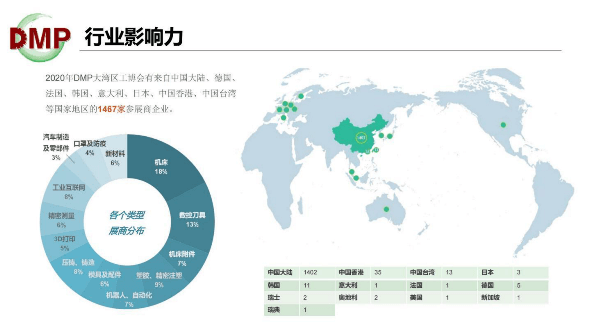 DMP
行业影响力
2020年DMP大湾区工博会有来自中国大陆、德国、
法国、韩国、意大利、日本、中国香港、中国台湾
等国家地区的1467家参展商企业。
汽车制造
及零部件
3%
口罩及防疫
4%
新材料
6%
机床
18%
工业互联网
8%
数控刀具
13%
精密测量
6%
各个类型
展商分布
3D打印
5%
机床附件
7%
压铸、铸造
8%
模具及配件
6%
塑胶、精密注塑
9%
机器人、自动化
7%
中国大陆 1402 中国香港 35 中国台湾 13 日本 3
韩国 11 意大利 1 法国 1 德国 5
瑞士 2 奥地利 2 美国 1 新加坡 1
瑞典 1